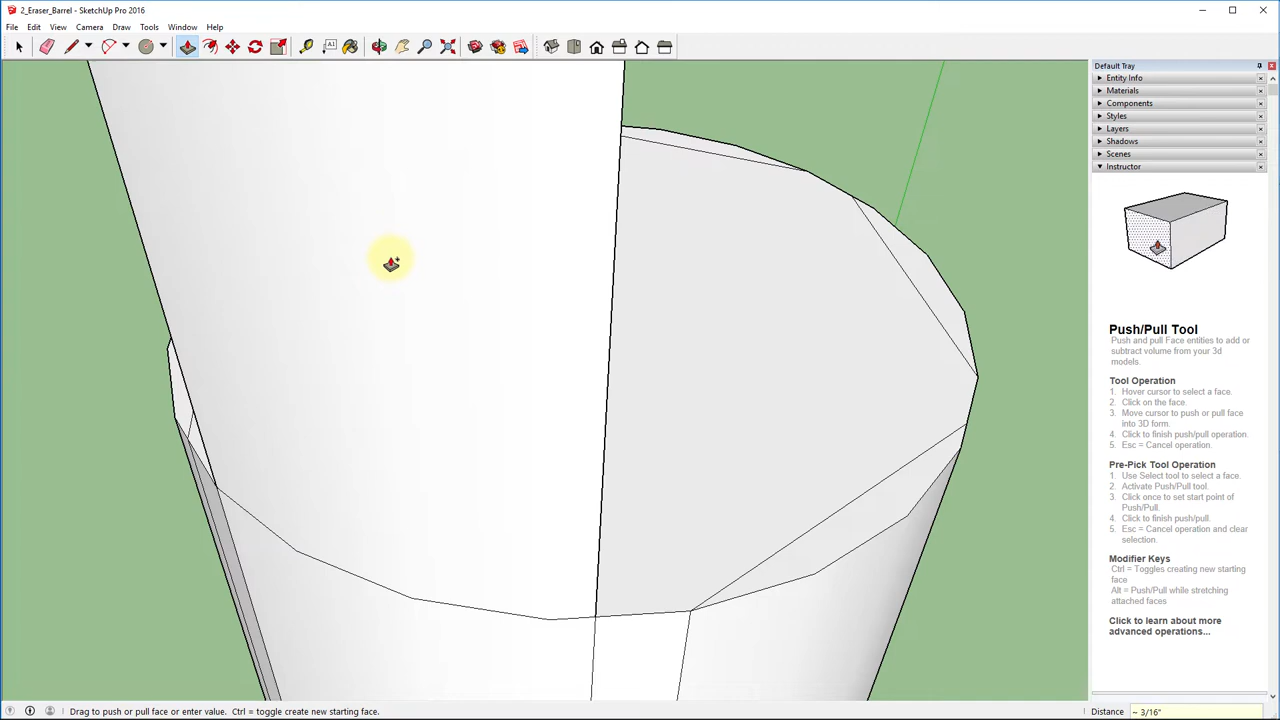 2_Eraser_Barrel - SketchUp Pro 2016
File Edit View Camera Draw Tools Window Help
Default Tray
Entity Info
Materials
Components
Styles
Layers
Shadows
Scenes
Instructor
Push/Pull Tool
Push and pull Face entities to add or
subtract volume from your 3d
models.
Tool Operation
1. Hover cursor to select a face.
2. Click on the face.
3. Move cursor to push or pull face
into 3D form.
4. Click to finish push/pull operation.
5. Esc = Cancel operation.
Pre-Pick Tool Operation
1. Use Select tool to select a face.
2. Activate Push/Pull tool.
3. Click once to set start point of
Push/Pull.
4. Click to finish push/pull.
5. Esc = Cancel operation and clear
selection.
Modifier Keys
Ctrl = Toggles creating new starting
face
Alt = Push/Pull while stretching
attached faces
Click to learn about more
advanced operations...
Drag to push or pull face or enter value. Ctrl = toggle create new starting face.
Distance ~ 3/16"